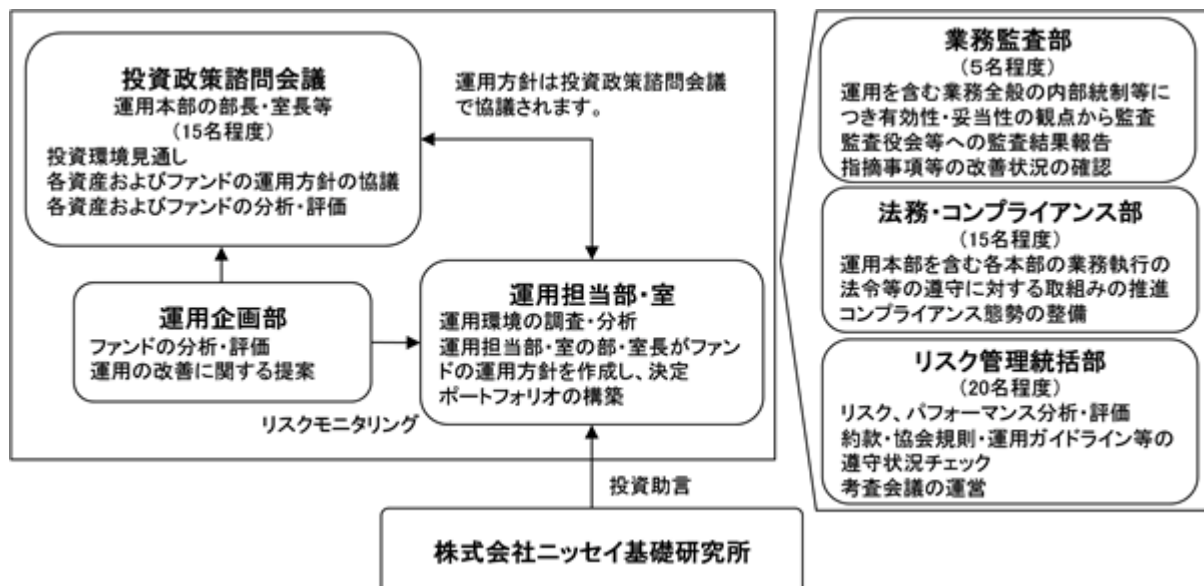 投資政策諮問会議
運用本部の部長・室長等
（15名程度）
投資環境見通し
各資産およびファンドの運用方針の協議
各資産およびファンドの分析・評価
運用方針は投資政策諮問会議
で協議されます。
運用企画部
ファンドの分析・評価
運用の改善に関する提案
リスクモニタリング
運用担当部・室
運用環境の調査・分析
運用担当部・室の部・室長がファン
ドの運用方針を作成し、決定
ポートフォリオの構築
投資助言
株式会社ニッセイ基礎研究所
業務監査部
（5名程度）
運用を含む業務全般の内部統制等に
つき有効性・妥当性の観点から監査
監査役会等への監査結果報告
指摘事項等の改善状況の確認
法務・コンプライアンス部
（15名程度）
運用本部を含む各本部の業務執行の
法令等の遵守に対する取組みの推進
コンプライアンス態勢の整備
リスク管理統括部
（20名程度）
リスク、パフォーマンス分析・評価
約款・協会規則・運用ガイドライン等の
遵守状況チェック
考査会議の運営